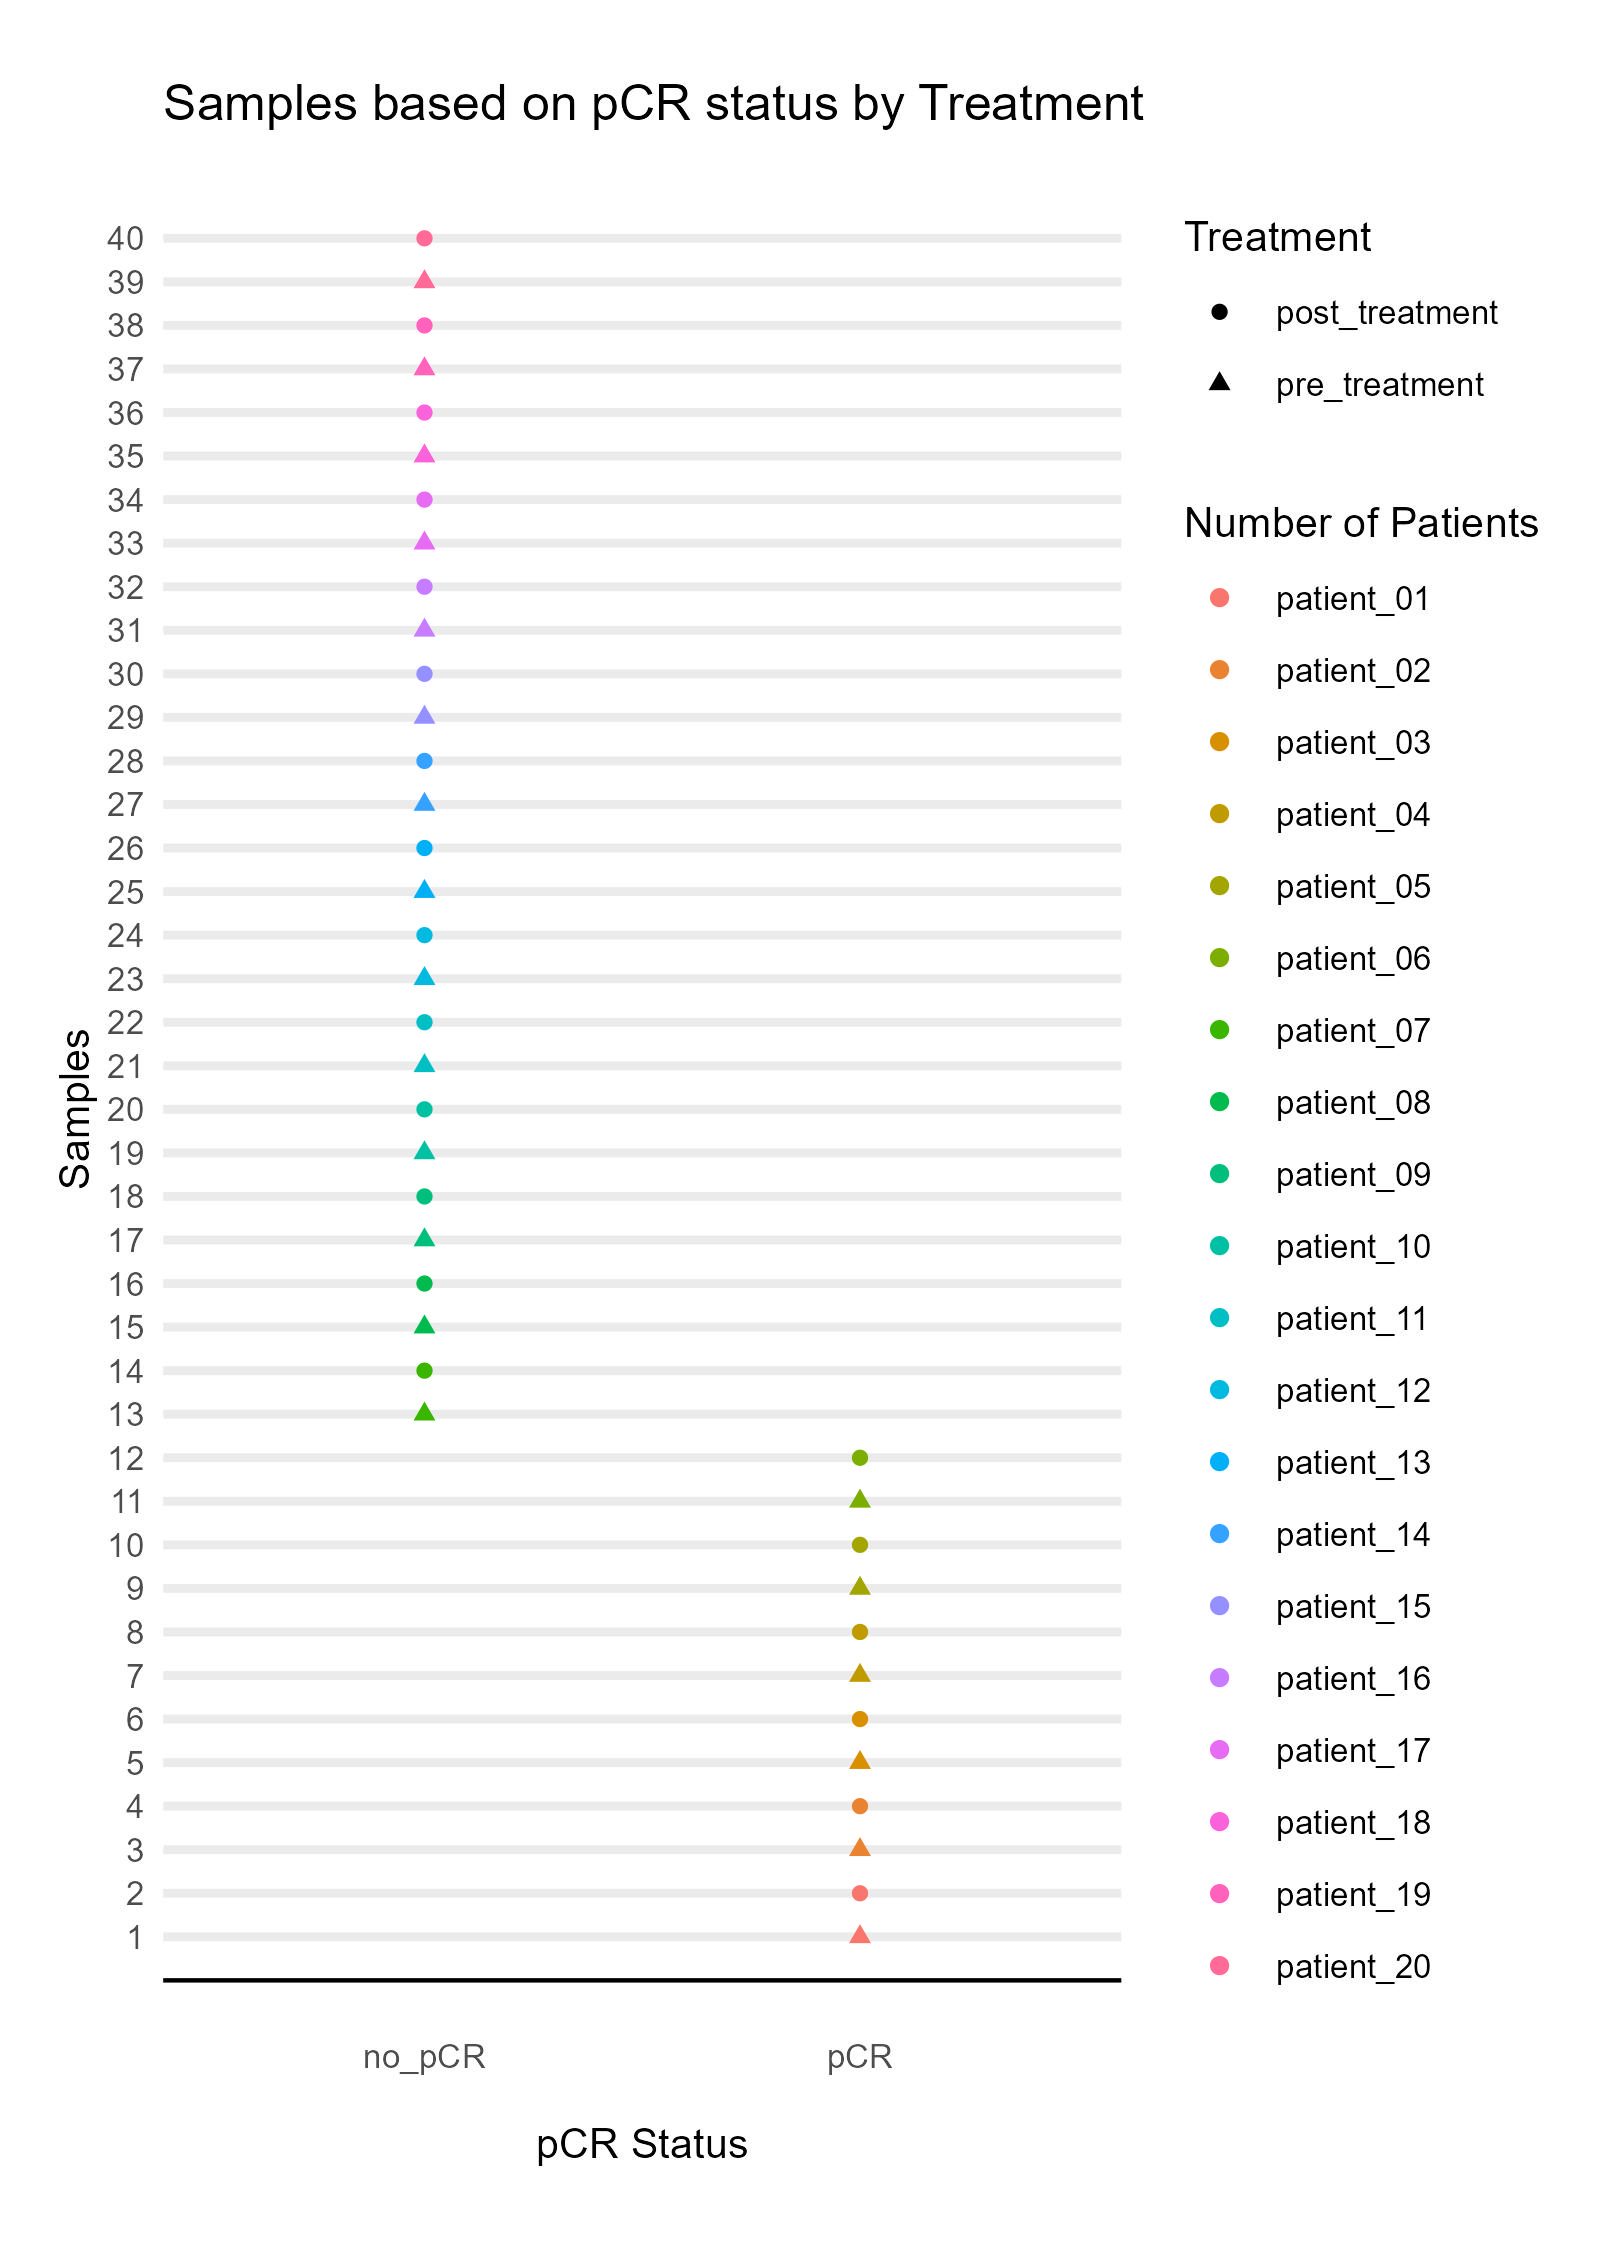 Samples based on pCR status by Treatment
40
39
38
37
36
35
34
33
32
31
30
29
28
27
26
25
24
23
22
21
20
19
18
17
16
15
14
13
12
11
10
9
8
7
6
5
4
3
2
1
Samples
no_pCR pCR
pCR Status
Treatment
post_treatment
pre_treatment
Number of Patients
patient_01
patient_02
patient_03
patient_04
patient_05
patient_06
patient_07
patient_08
patient_09
patient_10
patient_11
patient_12
patient_13
patient_14
patient_15
patient_16
patient_17
patient_18
patient_19
patient_20